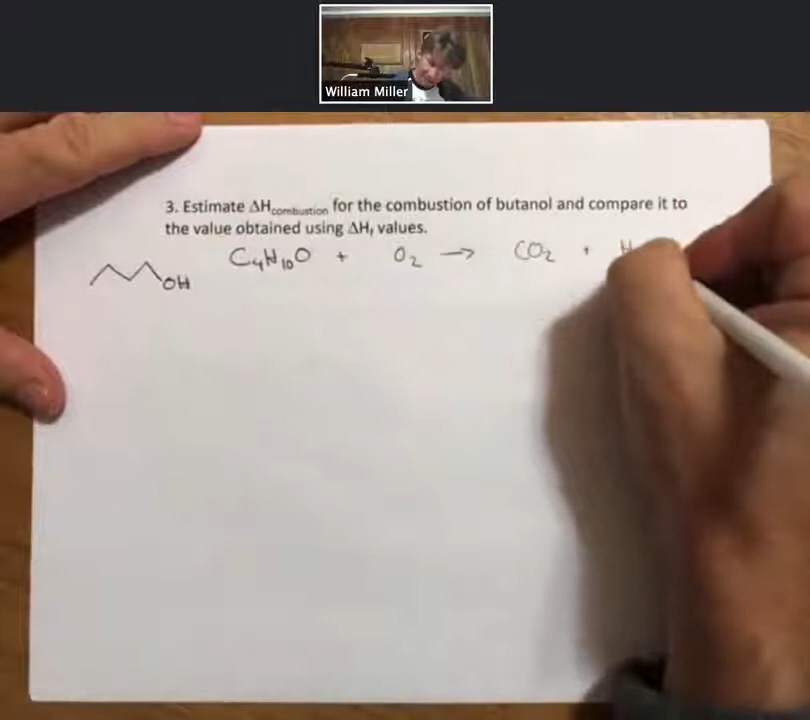 William Miller
3. Estimate ΔHcombustion for the combustion of butanol and compare it to
the value obtained using ΔHf values.
C4H10O + O2 → CO2 + H
OH